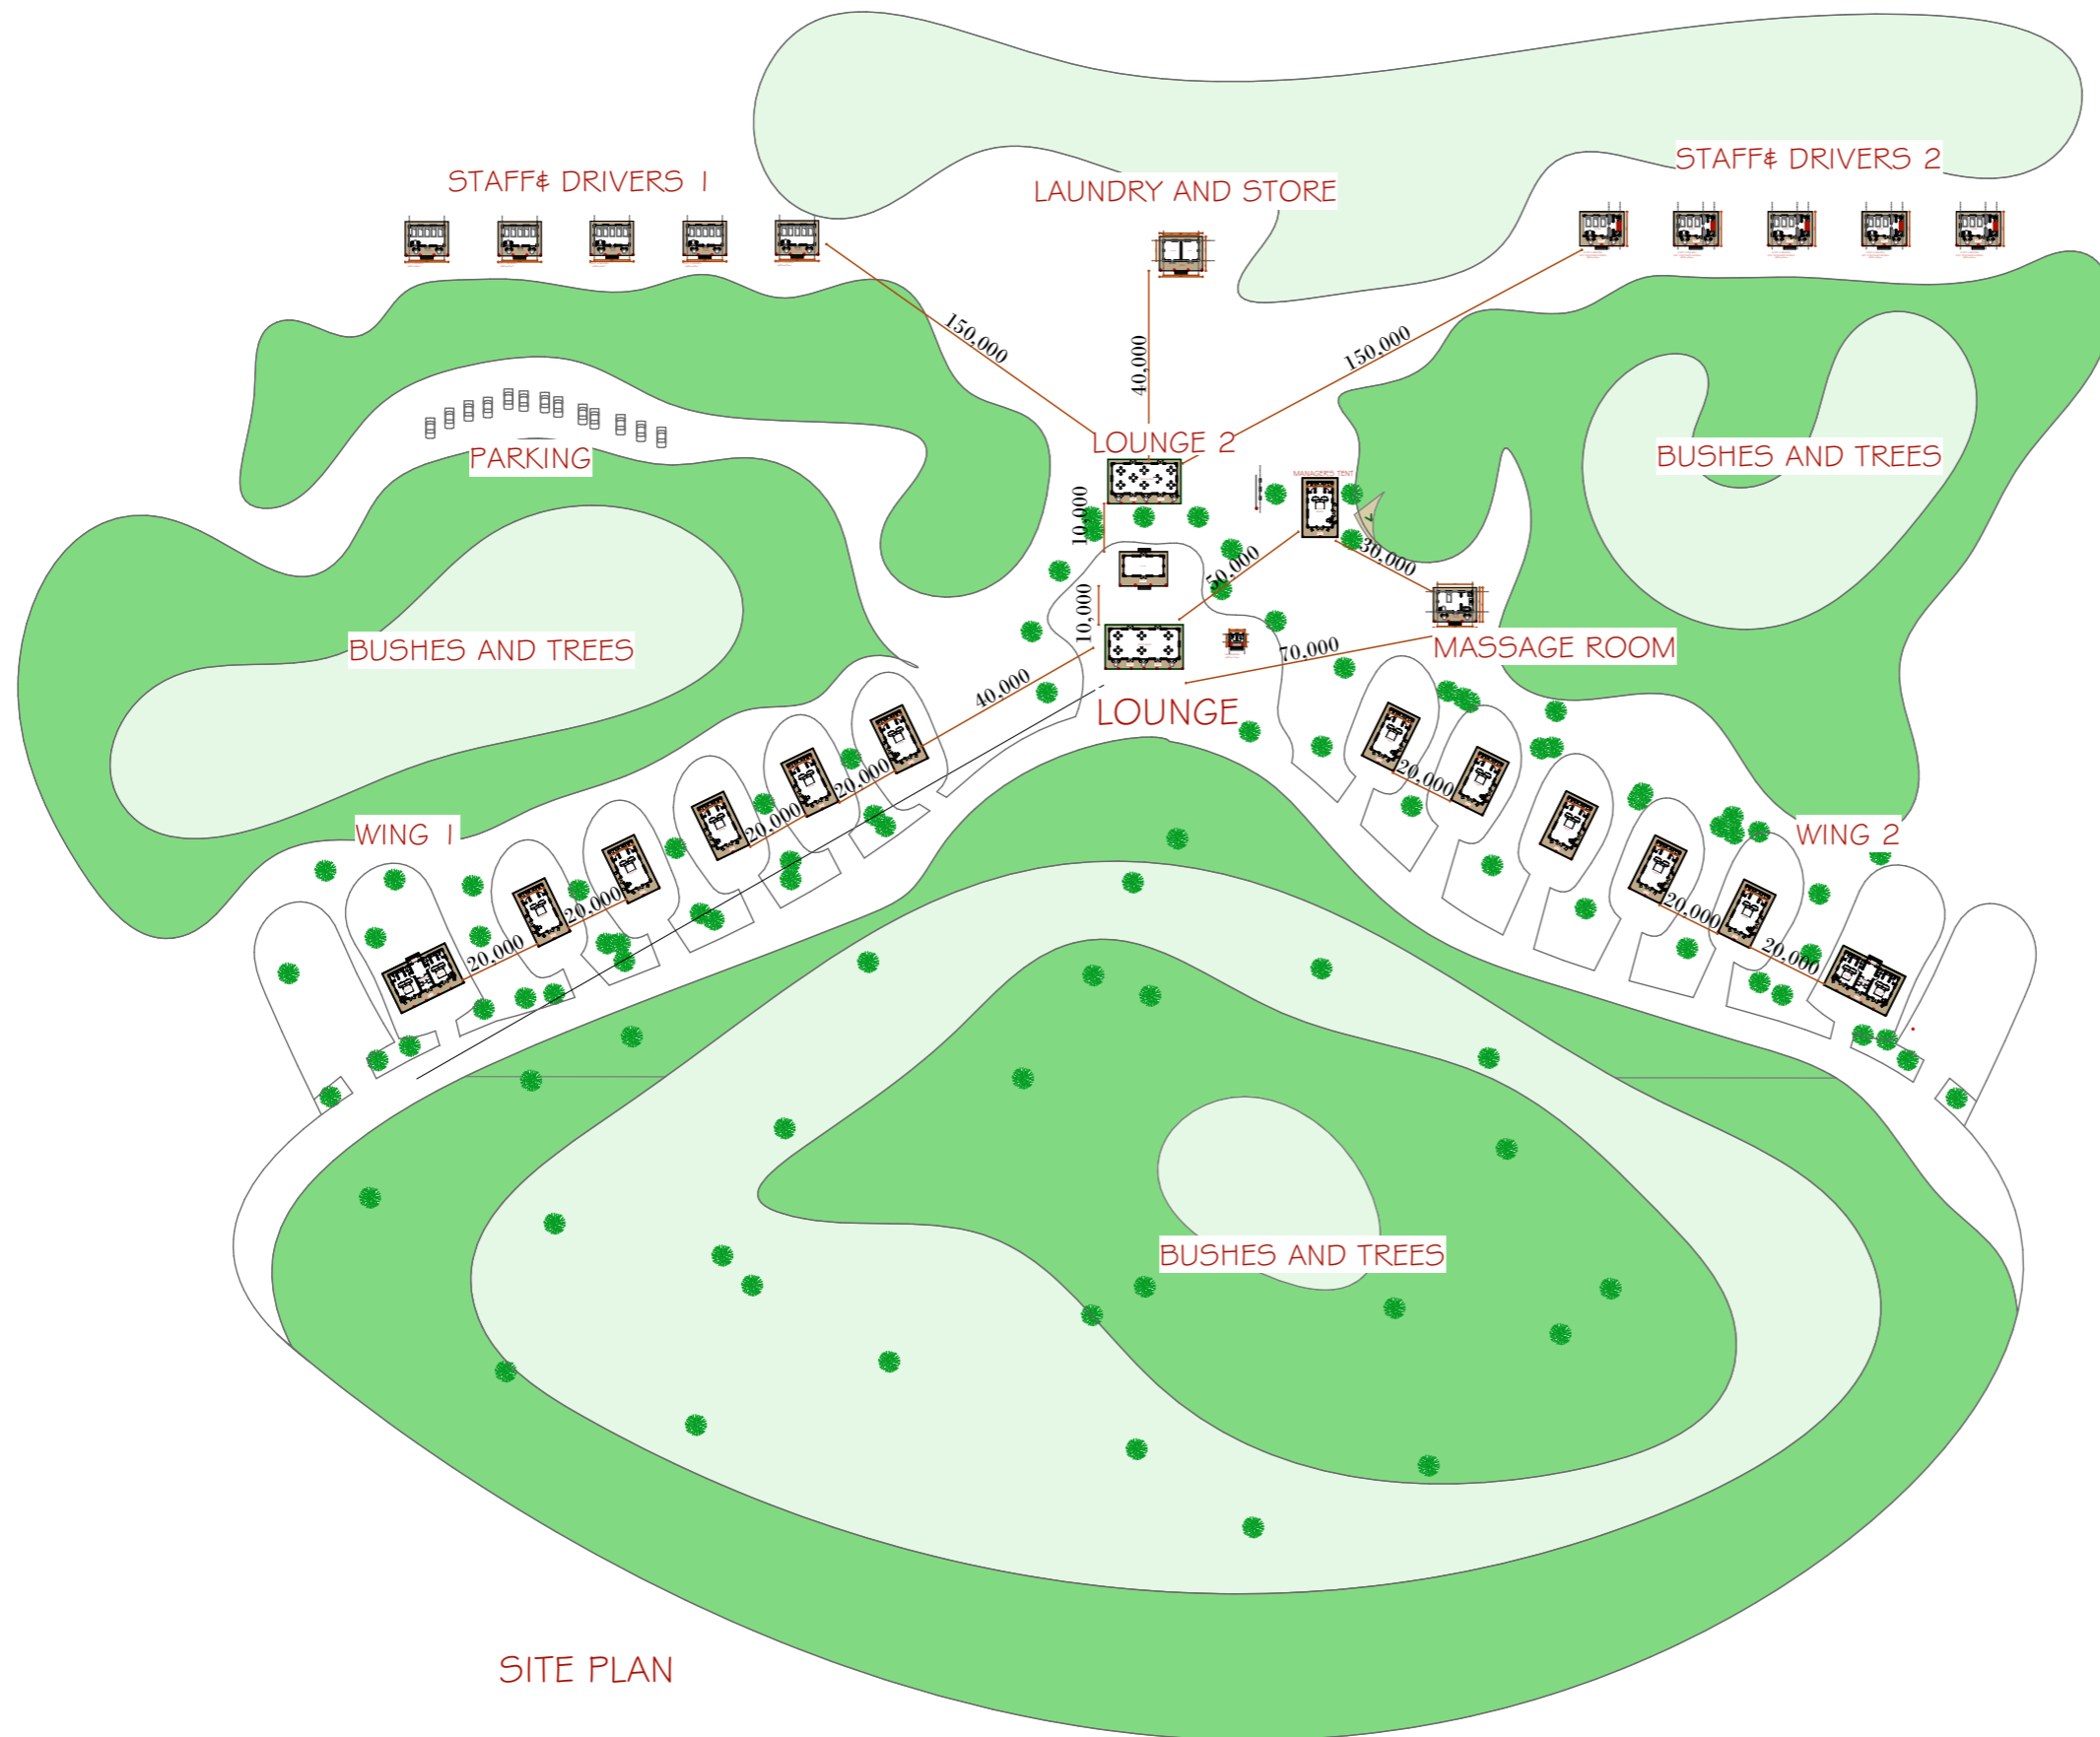 STAFF& DRIVERS 2
STAFF& DRIVERS 1
LAUNDRY AND STORE
150,000
40,000
150,000
LOUNGE 2
PARKING
BUSHES AND TREES
MANAGER'S TENT
10,000
50,000
30,000
10,000
BUSHES AND TREES
70,000
MASSAGE ROOM
40,000
LOUNGE
20,000
20,000
20,000
WING 1
WING 2
20,000
20,000
20,000
20,000
BUSHES AND TREES
SITE PLAN